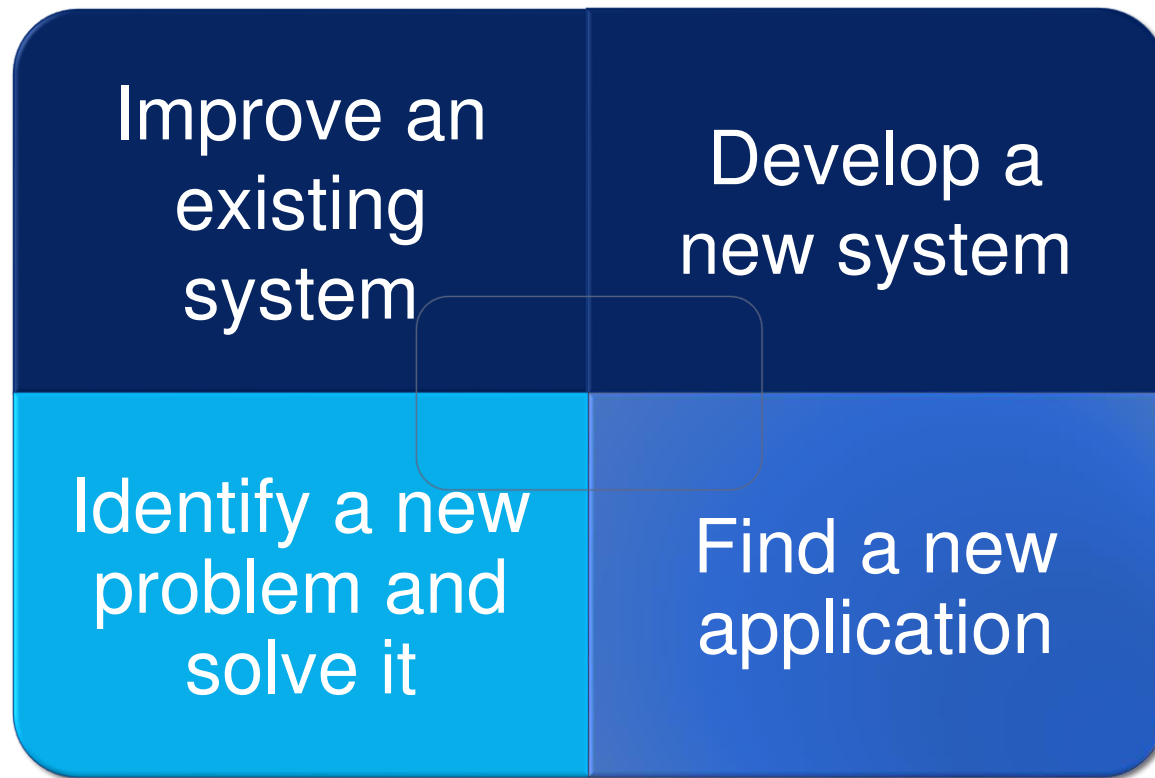 Improve an
existing
system
Develop a
new system
Identify a new
problem and
solve it
Find a new
application